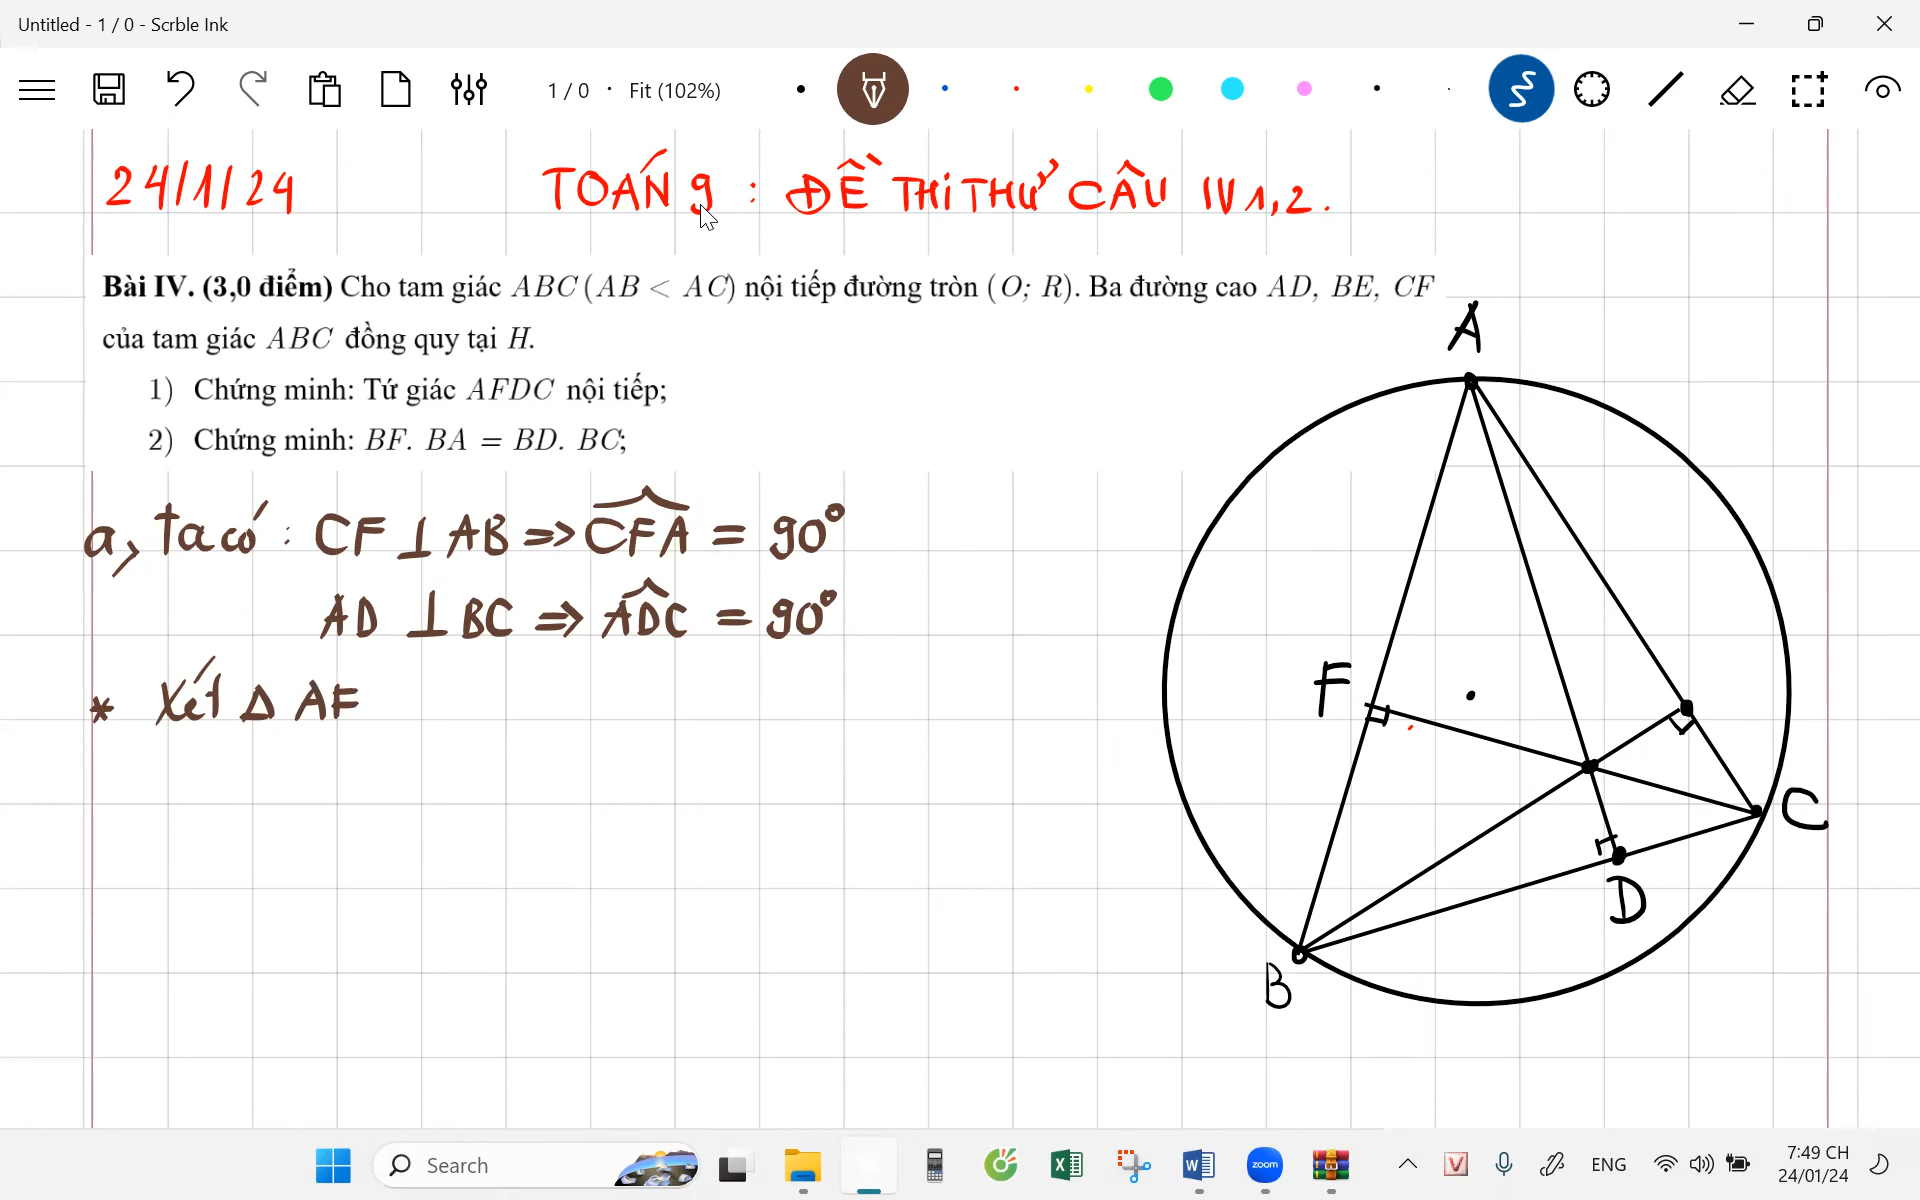 Untitled - 1 / 0 - Scrble Ink
1 / 0 · Fit (102%)
24/1/24 TOÁN 9 : ĐỀ THI THỬ CÂU IV 1, 2.
Bài IV. (3,0 điểm) Cho tam giác ABC (AB < AC) nội tiếp đường tròn (O; R). Ba đường cao AD, BE, CF
của tam giác ABC đồng quy tại H.
1) Chứng minh: Tứ giác AFDC nội tiếp;
2) Chứng minh: BF. BA = BD. BC;
a, Ta có : CF ⊥ AB => \widehat{CFA} = 90°
AD ⊥ BC => \widehat{ADC} = 90°
* Xét Δ AF
A
F
C
D
B
Search
zoom
ENG
7:49 CH
24/01/24